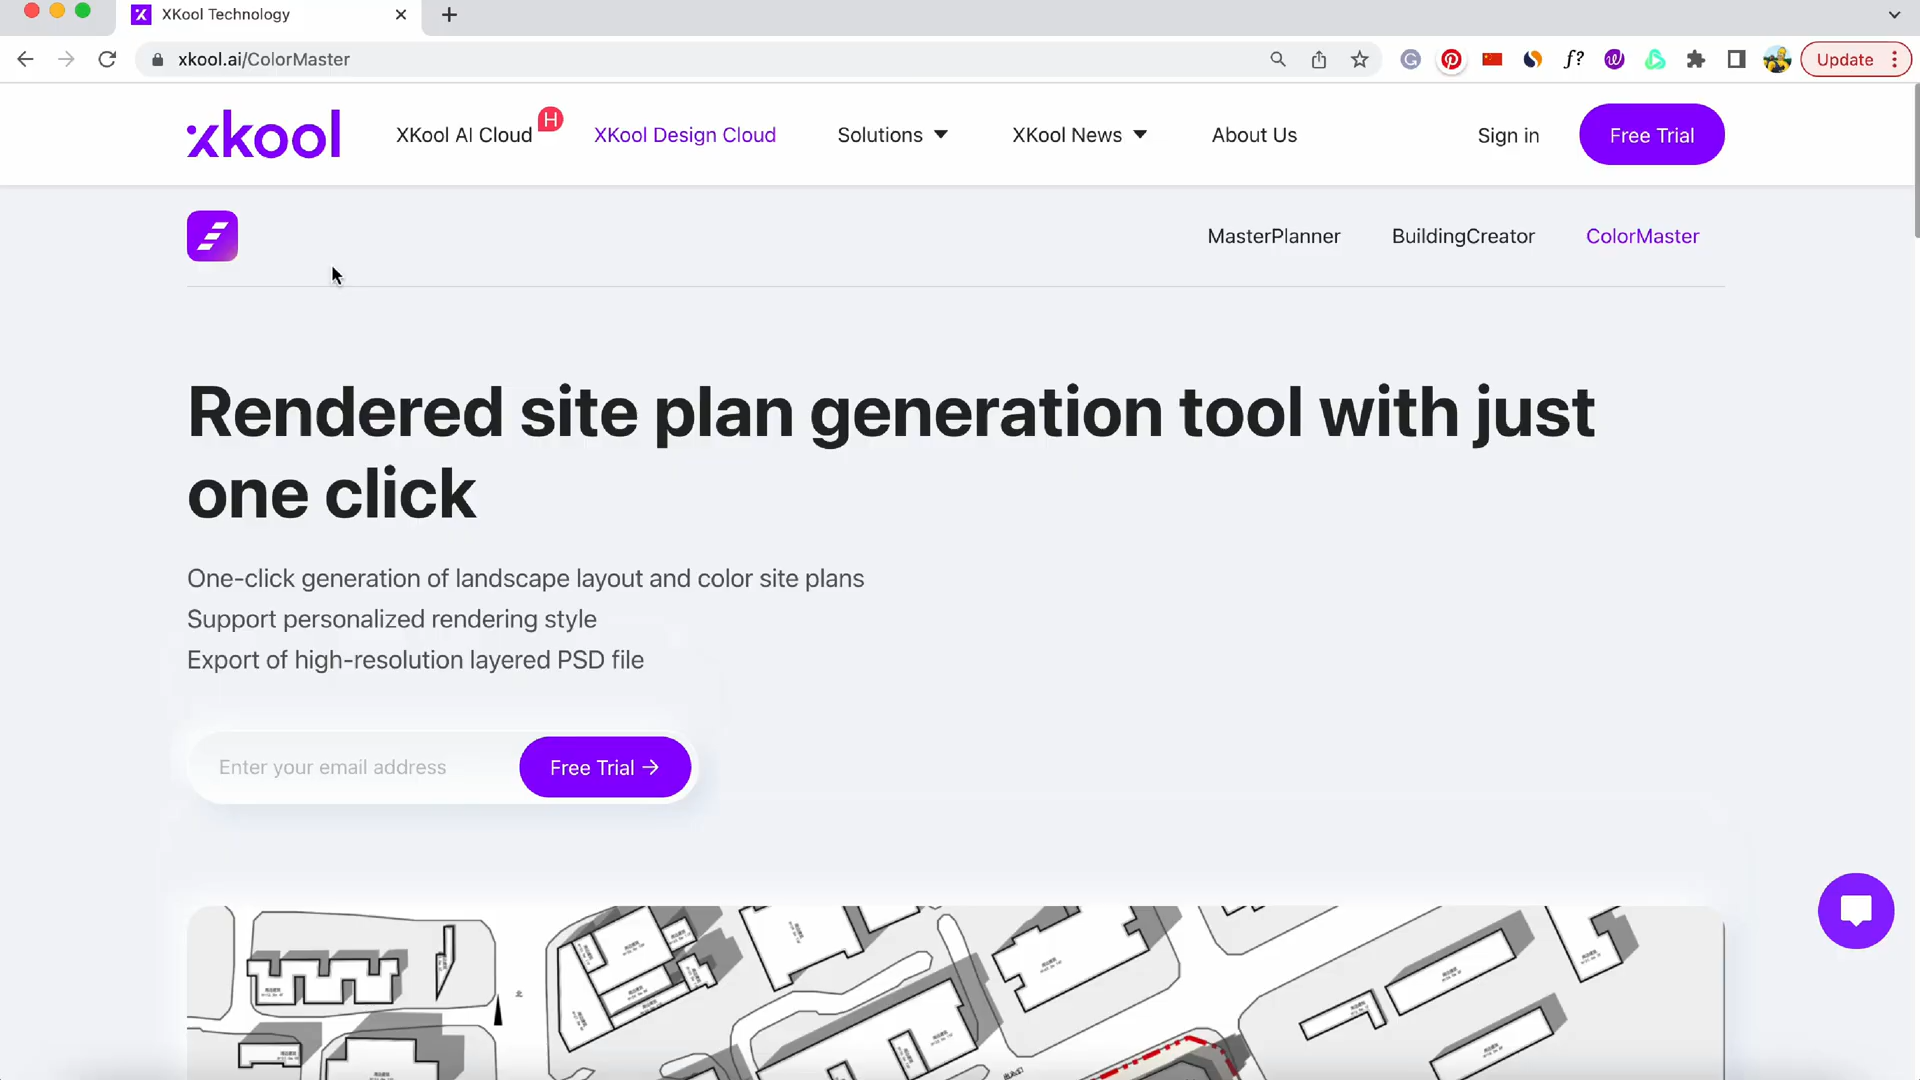 XKool Technology
xkool.ai/ColorMaster
Update
xkool
XKool AI Cloud
H
XKool Design Cloud
Solutions
XKool News
About Us
Sign in
Free Trial
MasterPlanner
BuildingCreator
ColorMaster
Rendered site plan generation tool with just
one click
One-click generation of landscape layout and color site plans
Support personalized rendering style
Export of high-resolution layered PSD file
Enter your email address
Free Trial →
北